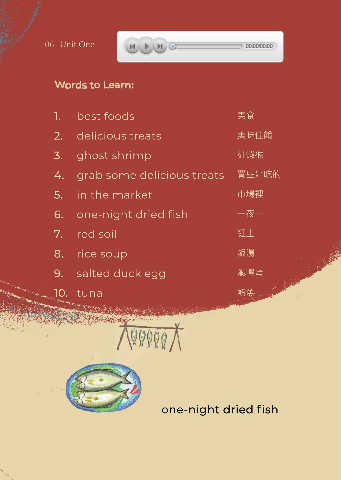 06 Unit One
00:00/00:00
Words to Learn:
1. best foods 美食
2. delicious treats 美味佳餚
3. ghost shrimp
4. grab some delicious treats 買些好吃的
5. in the market 市場裡
6. one-night dried fish 一夜干
7. red soil 紅土
8. rice soup 飯湯
9. salted duck egg 鹹鴨蛋
10. tuna 鮪魚
one-night dried fish